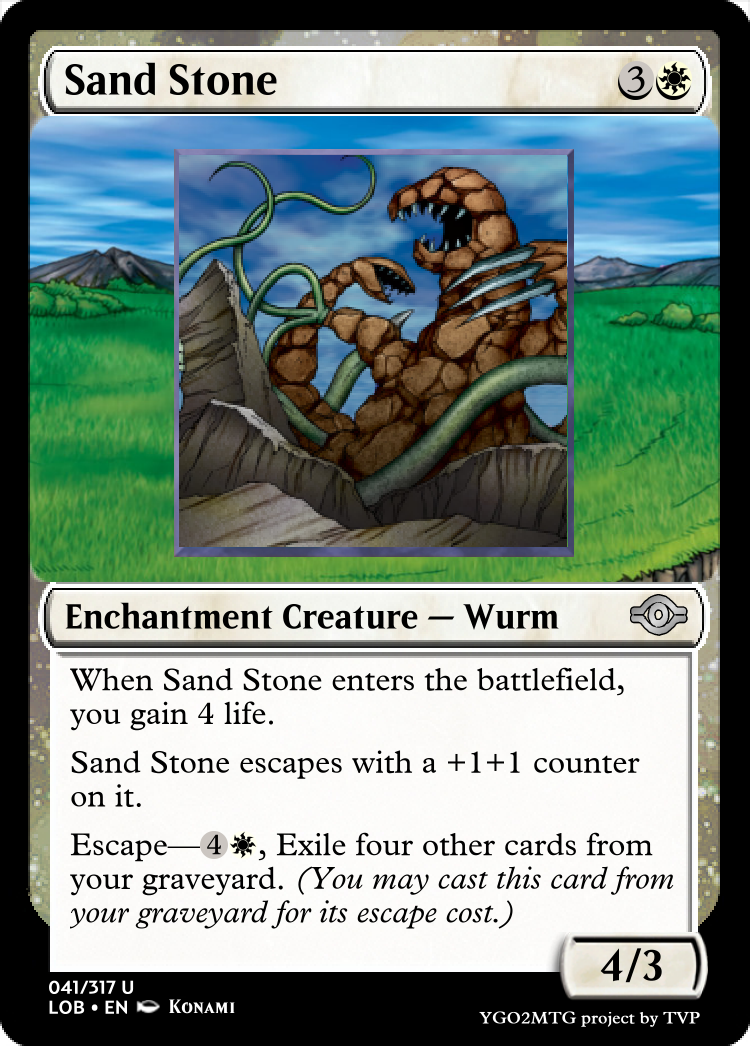 Sand Stone 3
Enchantment Creature — Wurm
When Sand Stone enters the battlefield,
you gain 4 life.
Sand Stone escapes with a +1+1 counter
on it.
Escape—4, Exile four other cards from
your graveyard. (You may cast this card from
your graveyard for its escape cost.)
4/3
041/317 U
LOB • EN KONAMI
YGO2MTG project by TVP